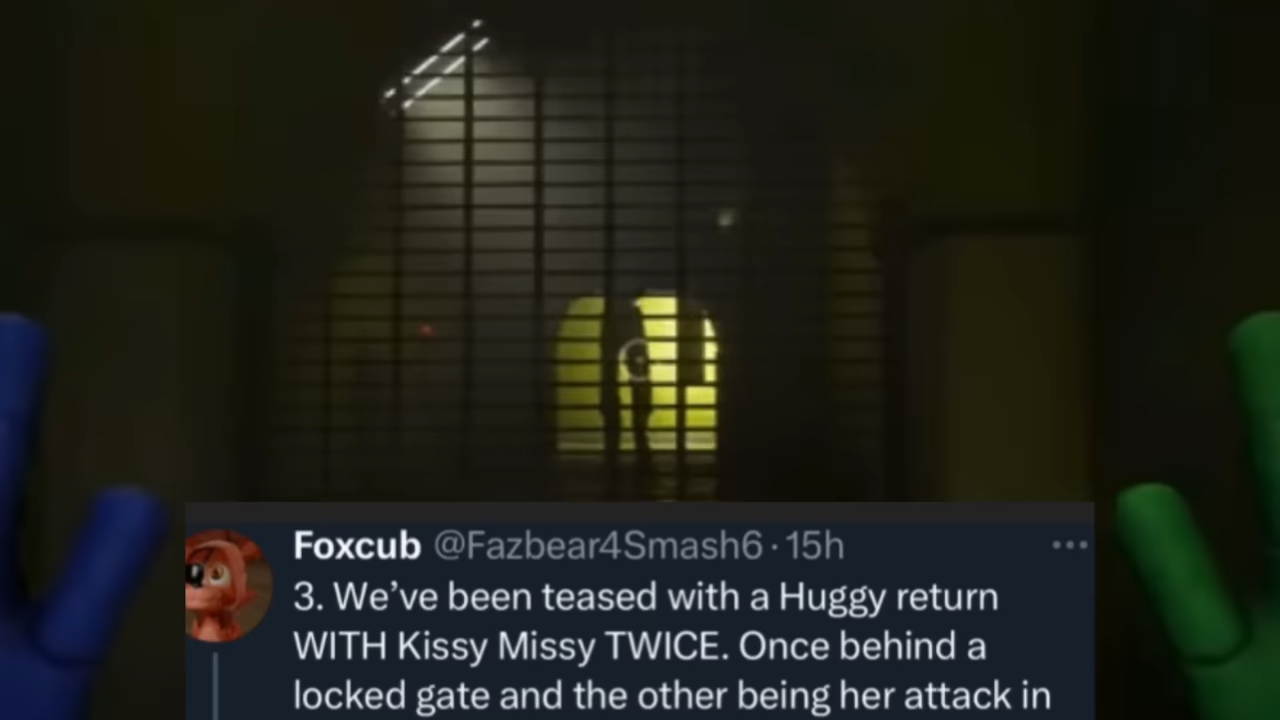 Foxcub @Fazbear4Smash6 · 15h
3. We’ve been teased with a Huggy return
WITH Kissy Missy TWICE. Once behind a
locked gate and the other being her attack in